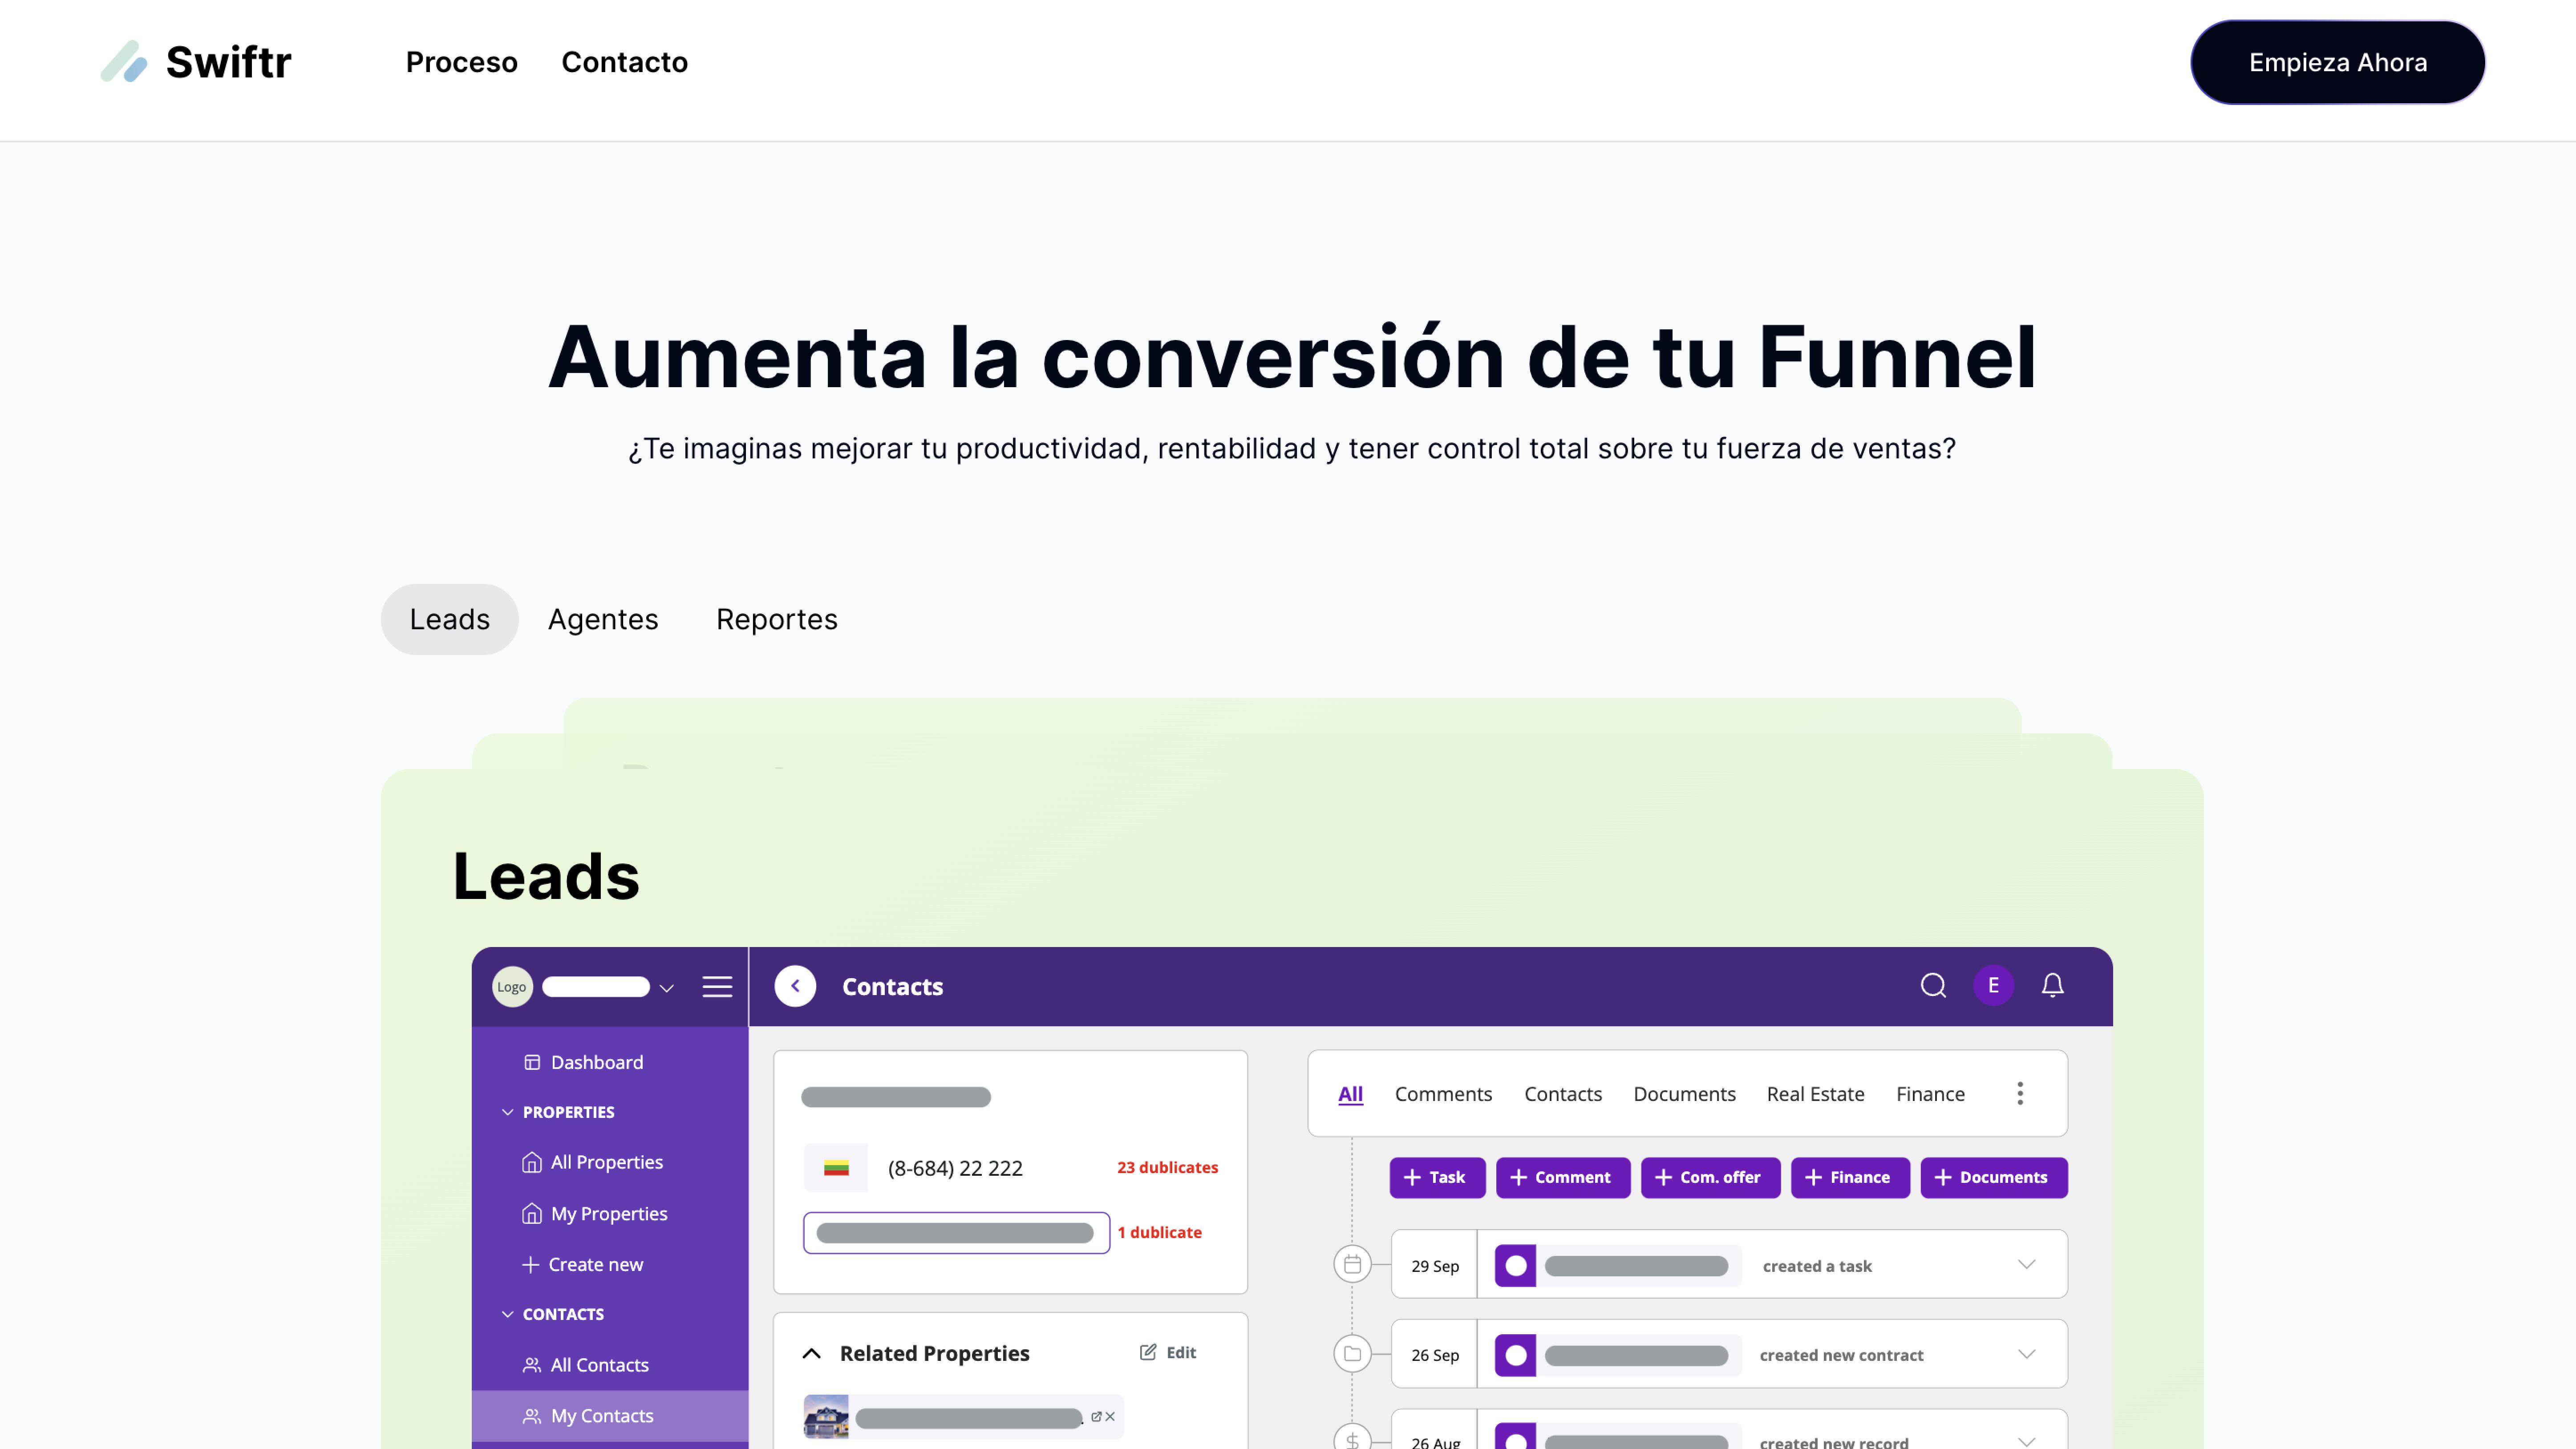 Swiftr
Proceso
Contacto
Empieza Ahora
Aumenta la conversión de tu Funnel
¿Te imaginas mejorar tu productividad, rentabilidad y tener control total sobre tu fuerza de ventas?
Leads
Agentes
Reportes
Leads
Logo
Contacts
E
Dashboard
PROPERTIES
All Properties
My Properties
Create new
CONTACTS
All Contacts
My Contacts
(8-684) 22 222
23 dublicates
1 dublicate
Related Properties
Edit
All
Comments
Contacts
Documents
Real Estate
Finance
+ Task
+ Comment
+ Com. offer
+ Finance
+ Documents
29 Sep
created a task
26 Sep
created new contract
26 Aug
created new record